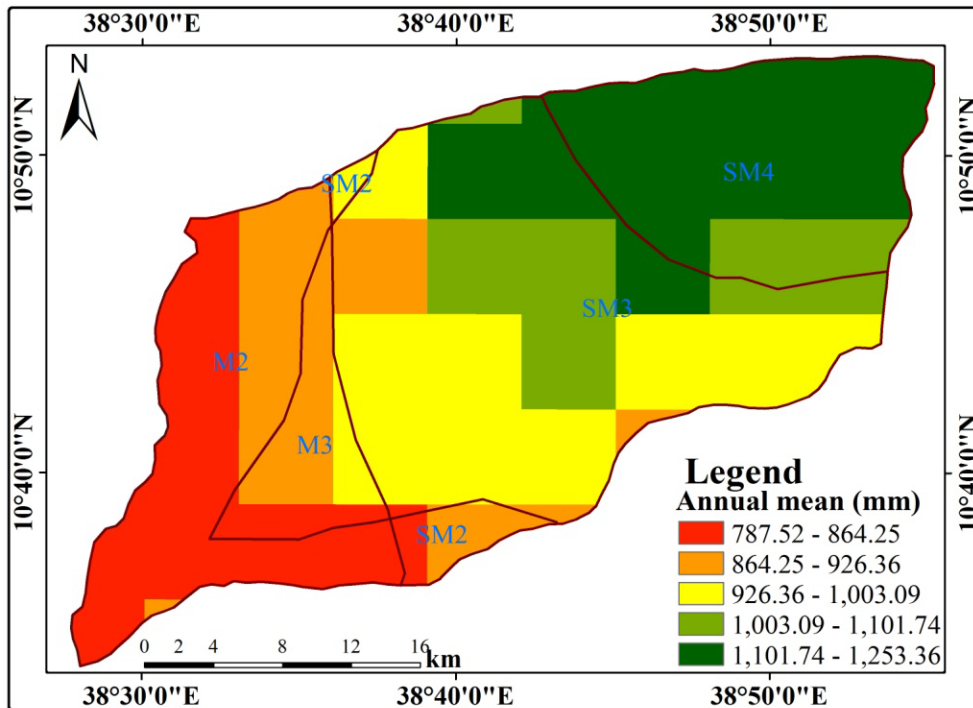 38°30'0"E 38°40'0"E 38°50'0"E
N
10°50'0"N
10°50'0"N
SM4
SM2
SM3
M2
M3
10°40'0"N
10°40'0"N
SM2
Legend
Annual mean (mm)
787.52 - 864.25
864.25 - 926.36
926.36 - 1,003.09
1,003.09 - 1,101.74
1,101.74 - 1,253.36
0 2 4 8 12 16
km
38°30'0"E 38°40'0"E 38°50'0"E